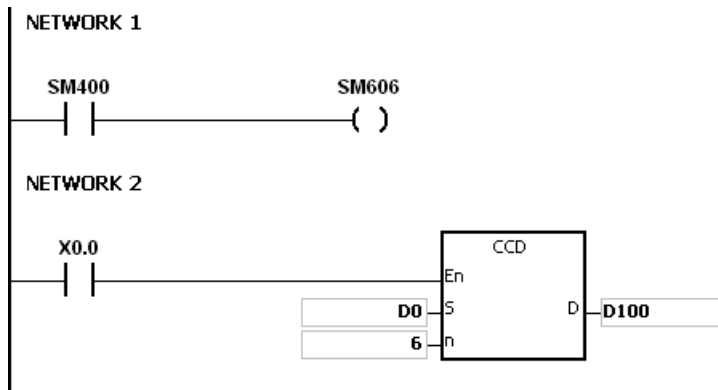 NETWORK 1
SM400 SM606
NETWORK 2
X0.0
CCD
En
D0 S D D100
6 n